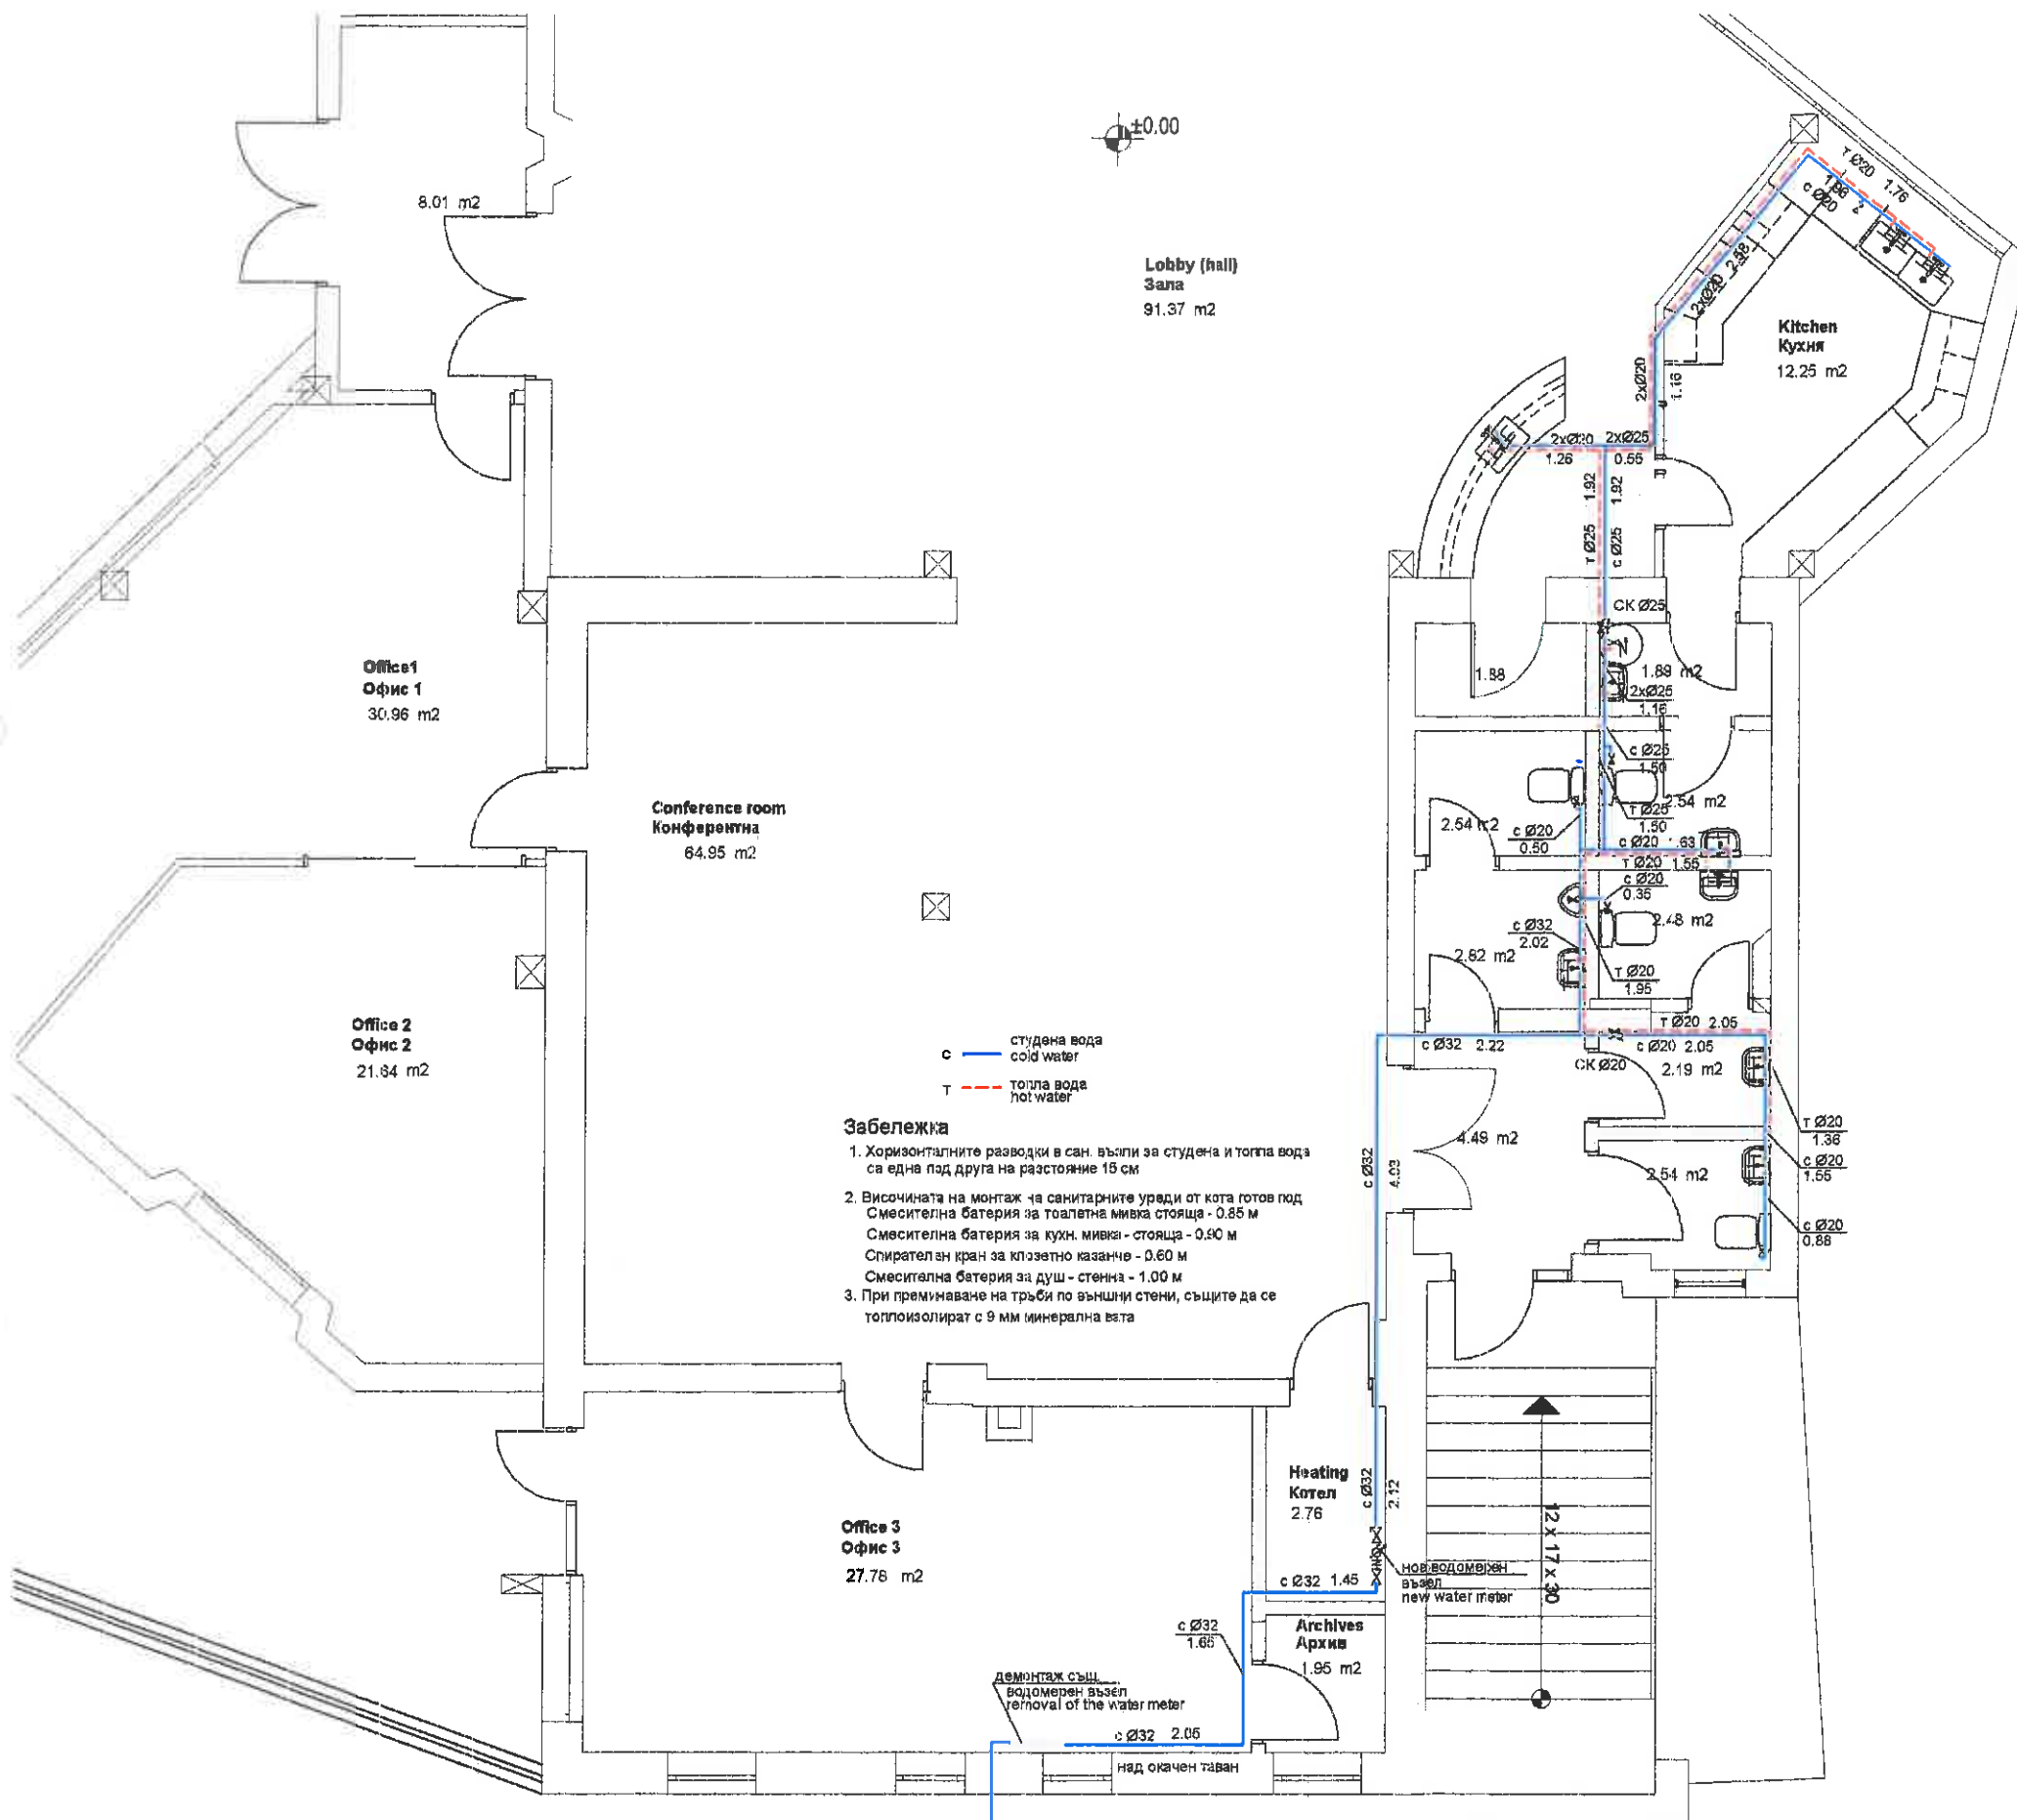 ±0.00
8.01 m2
Lobby (hall)
Зала
91.37 m2
т Ø20 1.76
1.96
2
с Ø20
2xØ20 2.58
Kitchen
Кухня
12.25 m2
2xØ20
1.16
2xØ20
1.26
2xØ25
0.55
т Ø25 1.92
с Ø25 1.92
СК Ø25
Office1
Офис 1
30.96 m2
1.88
1.89 m2
2xØ25
1.16
с Ø25
1.50
2.54 m2
2.54 m2
т Ø25
1.50
с Ø20
0.50
с Ø20 1.63
т Ø20 1.55
с Ø20
0.35
Conference room
Конферентна
64.95 m2
2.48 m2
с Ø32
2.02
2.82 m2
т Ø20
1.95
Office 2
Офис 2
21.64 m2
с студена вода
cold water
т топла вода
hot water
т Ø20 2.05
с Ø32 2.22
с Ø20 2.05
СК Ø20
2.19 m2
Забележка
1. Хоризонталните разводки в сан. възли за студена и топла вода
са една под друга на разстояние 15 см
2. Височината на монтаж на санитарните уреди от кота готов под
Смесителна батерия за тоалетна мивка стояща - 0.85 м
Смесителна батерия за кухн. мивка - стояща - 0.90 м
Спирателен кран за клозетно казанче - 0.60 м
Смесителна батерия за душ - стенна - 1.00 м
3. При преминаване на тръби по външни стени, същите да се
топлоизолират с 9 мм минерална вата
4.49 m2
с Ø32
4.93
2.54 m2
т Ø20
1.36
с Ø20
1.55
с Ø20
0.88
Heating
Котел
2.76
с Ø32
2.12
Office 3
Офис 3
27.78 m2
с Ø32 1.45
нов водомерен
възел
new water meter
12 x 17 x 30
с Ø32
1.65
Archives
Архив
1.95 m2
демонтаж същ.
водомерен възел
removal of the water meter
с Ø32 2.05
над окачен таван